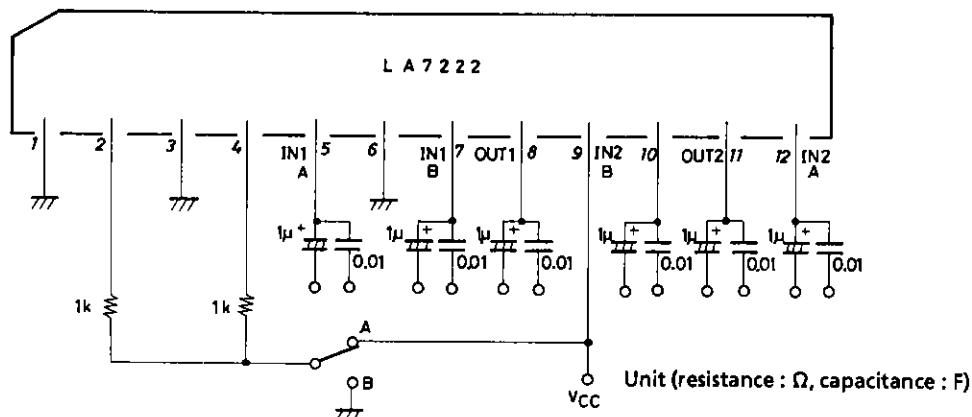 LA7222
1 2 3 4 IN1 5 6 IN1 7 OUT1 8 9 IN2 10 OUT2 11 12 IN2
A B B A
1μ + 1μ + 1μ + 1μ + 1μ + 1μ +
0.01 0.01 0.01 0.01 0.01 0.01
1k 1k
A
B
VCC Unit (resistance : Ω, capacitance : F)